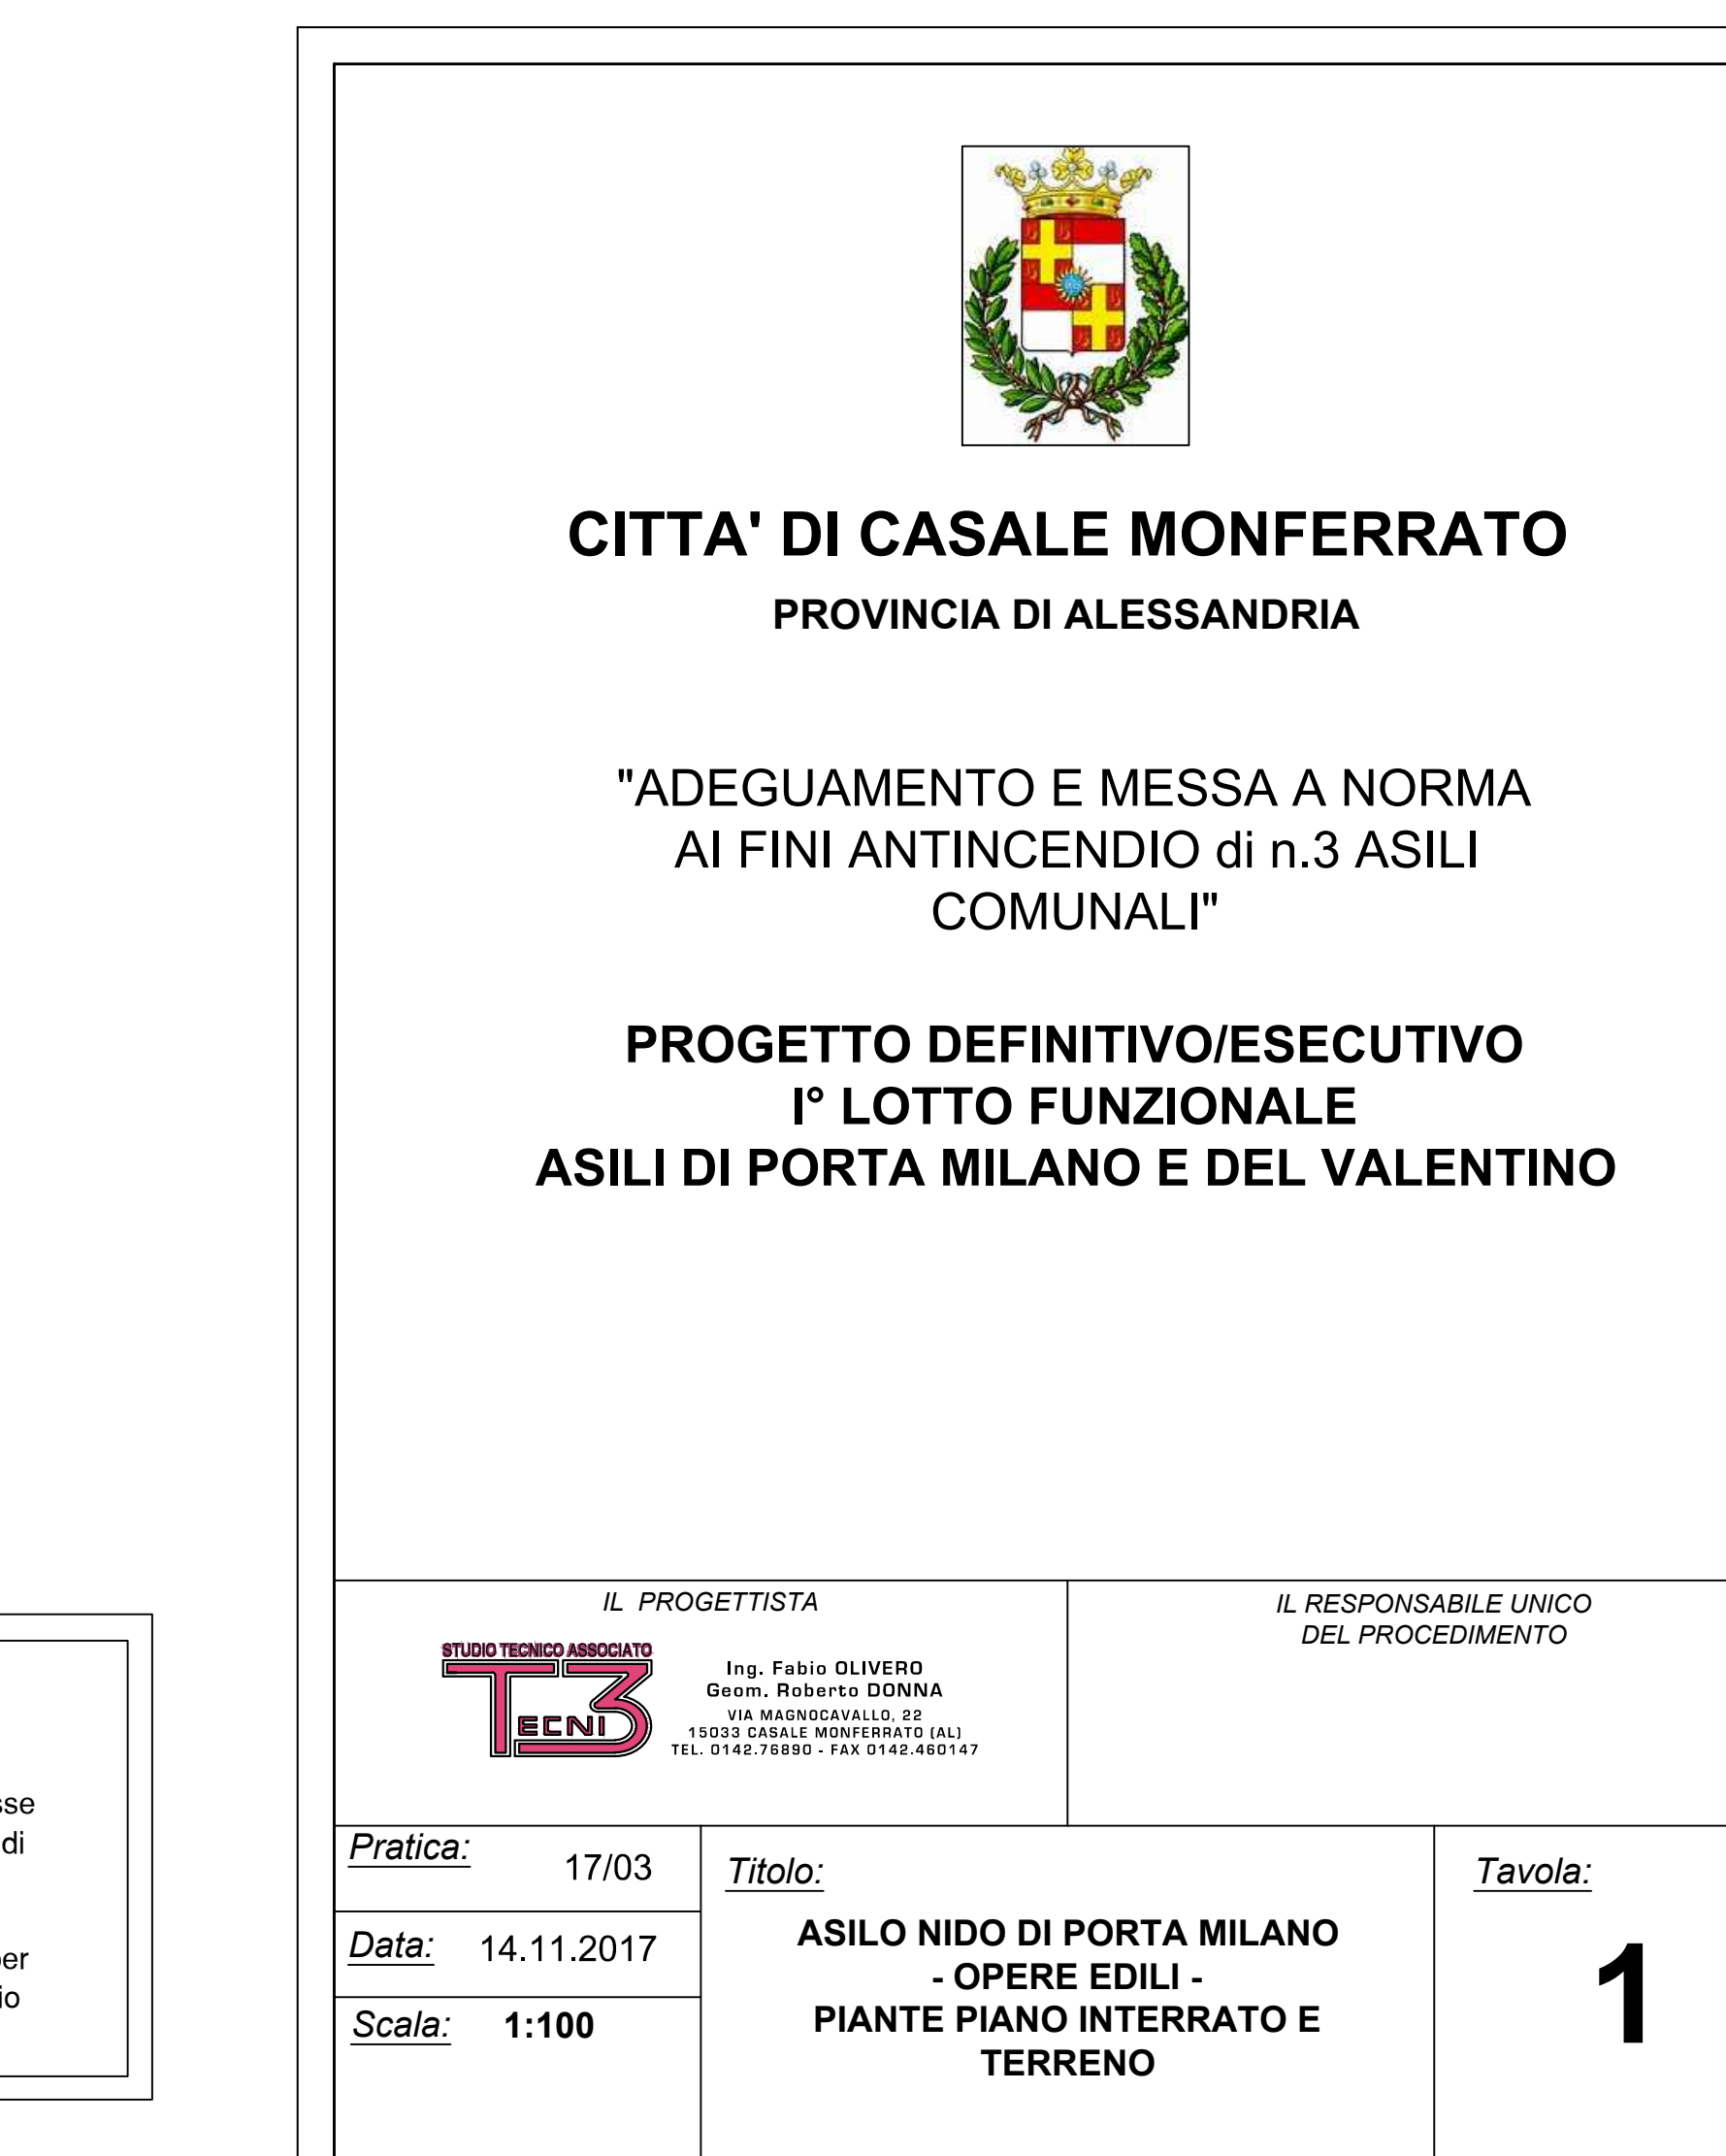 CITTA' DI CASALE MONFERRATO
PROVINCIA DI ALESSANDRIA
"ADEGUAMENTO E MESSA A NORMA
AI FINI ANTINCENDIO di n.3 ASILI
COMUNALI"
PROGETTO DEFINITIVO/ESECUTIVO
I° LOTTO FUNZIONALE
ASILI DI PORTA MILANO E DEL VALENTINO
IL PROGETTISTA
STUDIO TECNICO ASSOCIATO
TECNI 3
Ing. Fabio OLIVERO
Geom. Roberto DONNA
VIA MAGNOCAVALLO, 22
15033 CASALE MONFERRATO (AL)
TEL. 0142.76890 - FAX 0142.460147
IL RESPONSABILE UNICO
DEL PROCEDIMENTO
Pratica: 17/03
Data: 14.11.2017
Scala: 1:100
Titolo:
ASILO NIDO DI PORTA MILANO
- OPERE EDILI -
PIANTE PIANO INTERRATO E
TERRENO
Tavola:
1
di